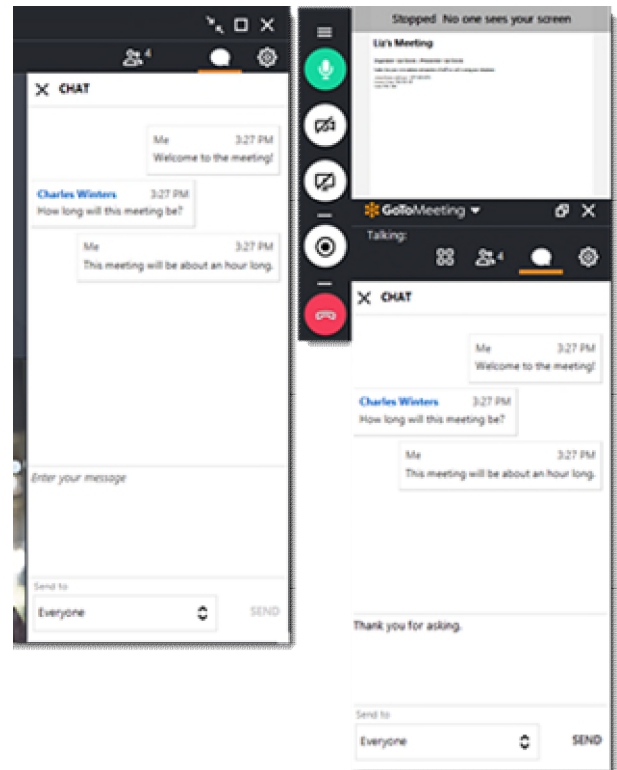 4
CHAT
Me 3:27 PM
Welcome to the meeting!
Charles Winters 3:27 PM
How long will this meeting be?
Me 3:27 PM
This meeting will be about an hour long.
Enter your message
Send to
Everyone
SEND
Stopped No one sees your screen
Liz's Meeting
GoToMeeting
Talking:
4
CHAT
Me 3:27 PM
Welcome to the meeting!
Charles Winters 3:27 PM
How long will this meeting be?
Me 3:27 PM
This meeting will be about an hour long.
Thank you for asking.
Send to
Everyone
SEND